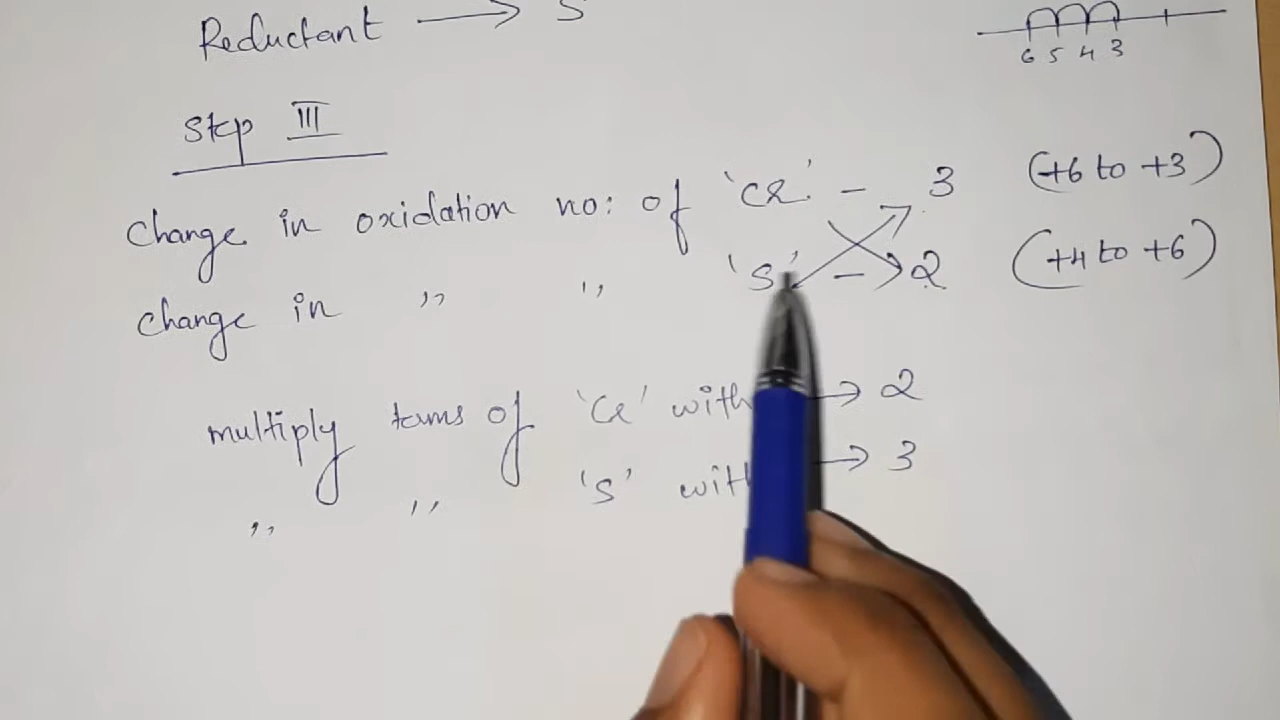 Reductant → S
6 5 4 3
Step III
Change in oxidation no: of 'Cr' - 3 (+6 to +3)
Change in ,, ,, 'S' - 2 (+4 to +6)
multiply terms of 'Cr' with → 2
,, ,, 'S' with → 3